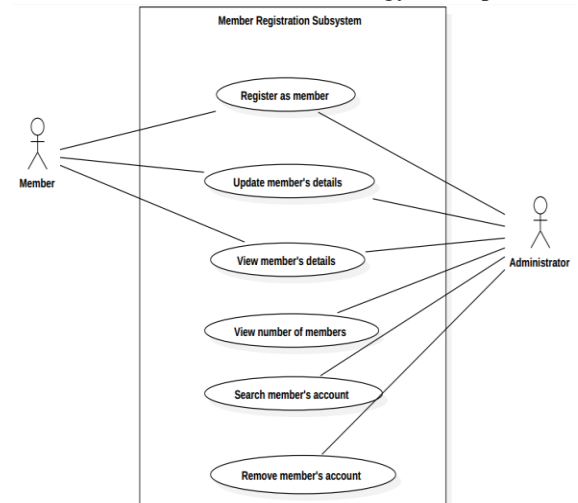 Member Registration Subsystem
Register as member
Member
Update member's details
View member's details
Administrator
View number of members
Search member's account
Remove member's account